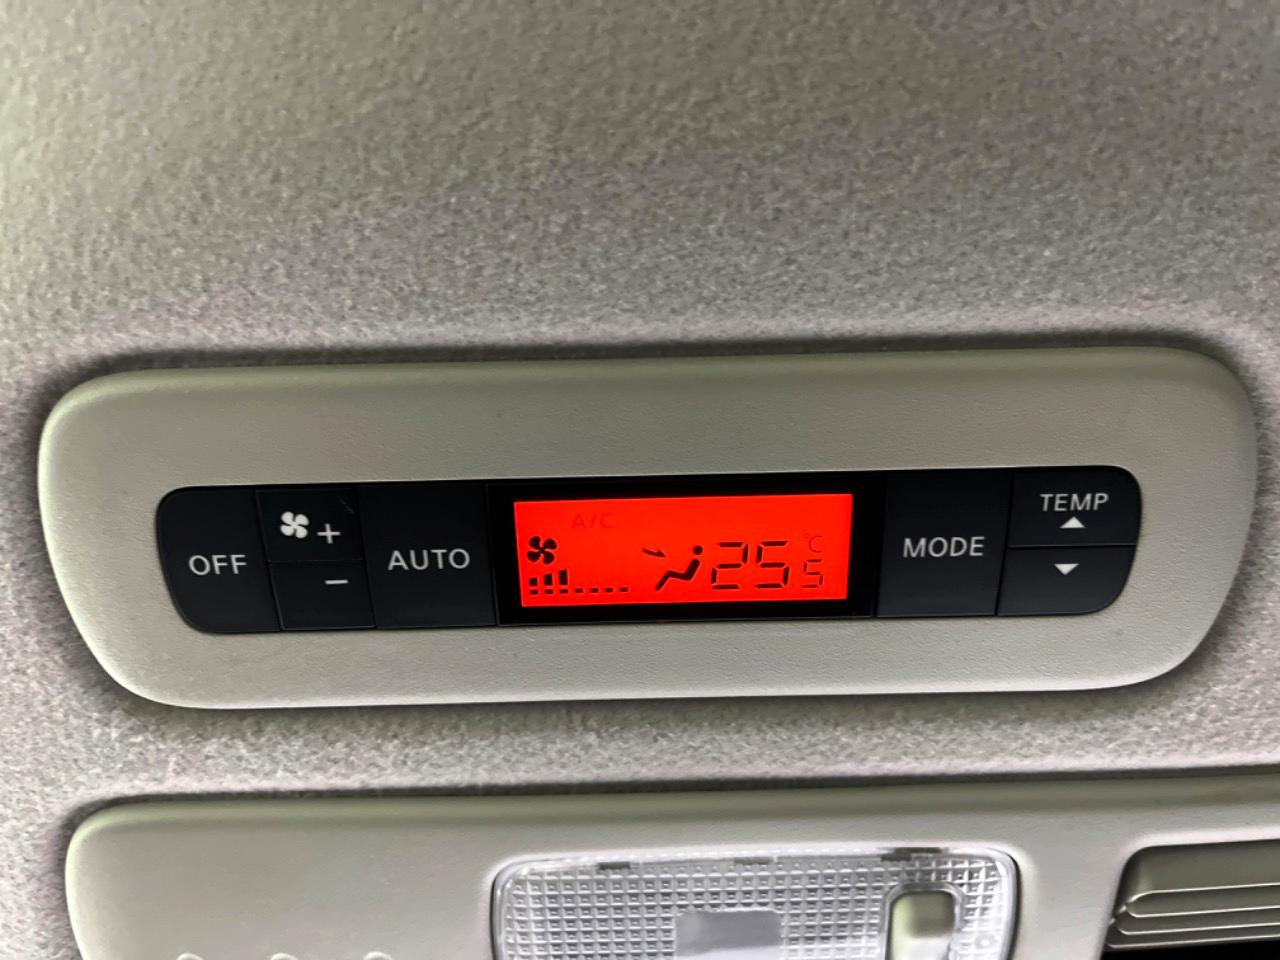 OFF
+
−
AUTO
A/C
25.5 °C
MODE
TEMP